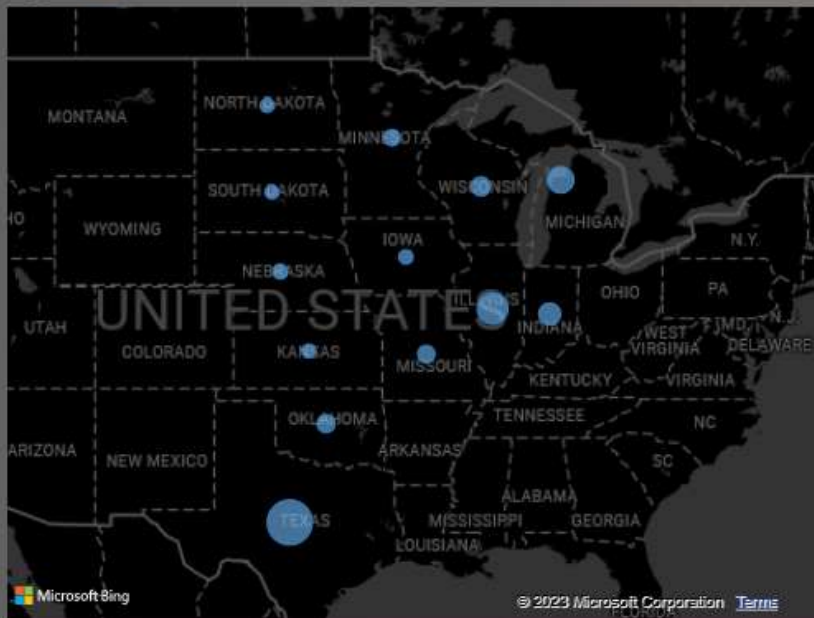 NORTH DAKOTA
MONTANA
MINNESOTA
WISCONSIN
SOUTH DAKOTA
HO
WYOMING
MICHIGAN
IOWA
N.Y.
NEBRASKA
OHIO
PA
UNITED STATES
ILLINOIS
UTAH
INDIANA
MD.
N.J.
COLORADO
KANSAS
WEST
VIRGINIA
DELAWARE
MISSOURI
KENTUCKY
VIRGINIA
OKLAHOMA
TENNESSEE
NC
ARIZONA
NEW MEXICO
ARKANSAS
SC
ALABAMA
TEXAS
MISSISSIPPI
GEORGIA
LOUISIANA
Microsoft Bing
© 2023 Microsoft Corporation Terms
FLORIDA